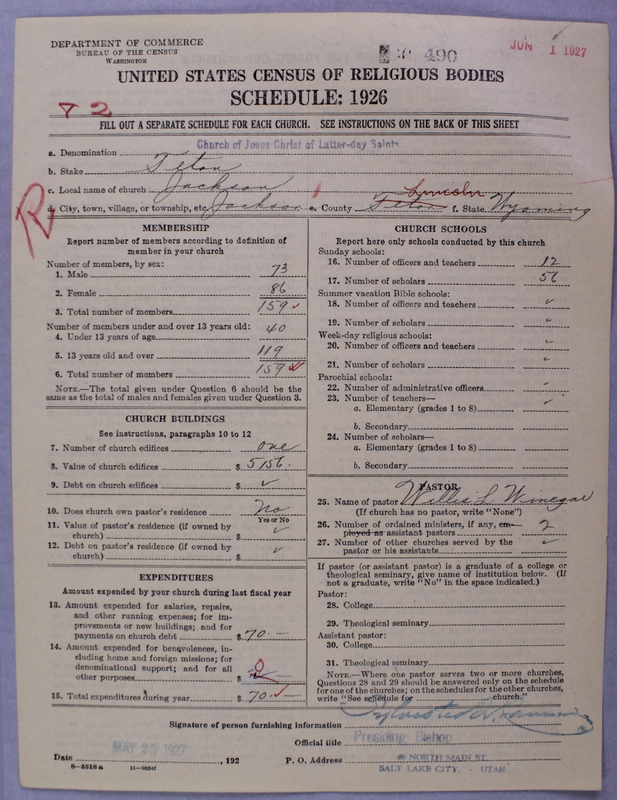 DEPARTMENT OF COMMERCE
BUREAU OF THE CENSUS
WASHINGTON
490
JUN 1 1927
UNITED STATES CENSUS OF RELIGIOUS BODIES
SCHEDULE: 1926
FILL OUT A SEPARATE SCHEDULE FOR EACH CHURCH. SEE INSTRUCTIONS ON THE BACK OF THIS SHEET
a. Denomination Church of Jesus Christ of Latter-day Saints
b. Stake Teton
c. Local name of church Jackson
Lincoln
d. City, town, village, or township, etc. Jackson e. County Teton f. State Wyoming
R
MEMBERSHIP
Report number of members according to definition of
member in your church
Number of members, by sex:
1. Male 73
2. Female 86
3. Total number of members 159 ✓
Number of members under and over 13 years old:
4. Under 13 years of age 40
5. 13 years old and over 119
6. Total number of members 159 ✓
NOTE.—The total given under Question 6 should be the
same as the total of males and females given under Question 3.
CHURCH BUILDINGS
See instructions, paragraphs 10 to 12
7. Number of church edifices one
8. Value of church edifices $ 5156.
9. Debt on church edifices $ ✓
10. Does church own pastor's residence No
Yes or No
11. Value of pastor's residence (if owned by
church) $ ✓
12. Debt on pastor's residence (if owned by
church) $ ✓
EXPENDITURES
Amount expended by your church during last fiscal year
13. Amount expended for salaries, repairs,
and other running expenses; for im-
provements or new buildings; and for
payments on church debt $ 70.—
14. Amount expended for benevolences, in-
cluding home and foreign missions; for
denominational support; and for all
other purposes $ 0
15. Total expenditures during year $ 70.— ✓
CHURCH SCHOOLS
Report here only schools conducted by this church
Sunday schools:
16. Number of officers and teachers 12
17. Number of scholars 56
Summer vacation Bible schools:
18. Number of officers and teachers ✓
19. Number of scholars ✓
Week-day religious schools:
20. Number of officers and teachers ✓
21. Number of scholars ✓
Parochial schools:
22. Number of administrative officers ✓
23. Number of teachers—
a. Elementary (grades 1 to 8) ✓
b. Secondary
24. Number of scholars—
a. Elementary (grades 1 to 8)
b. Secondary
PASTOR
25. Name of pastor Willis L. Winegar
(If church has no pastor, write "None")
26. Number of ordained ministers, if any, em-
ployed as assistant pastors 2
27. Number of other churches served by the
pastor or his assistants ✓
If pastor (or assistant pastor) is a graduate of a college or
theological seminary, give name of institution below. (If
not a graduate, write "No" in the space indicated.)
Pastor:
28. College
29. Theological seminary
Assistant pastor:
30. College
31. Theological seminary
NOTE.—Where one pastor serves two or more churches,
Questions 28 and 29 should be answered only on the schedule
for one of the churches; on the schedules for the other churches,
write "See schedule for church."
Signature of person furnishing information
Official title Presiding Bishop
Date MAY 25 1927 , 192 P. O. Address 40 NORTH MAIN ST.
SALT LAKE CITY, UTAH
8—5518a